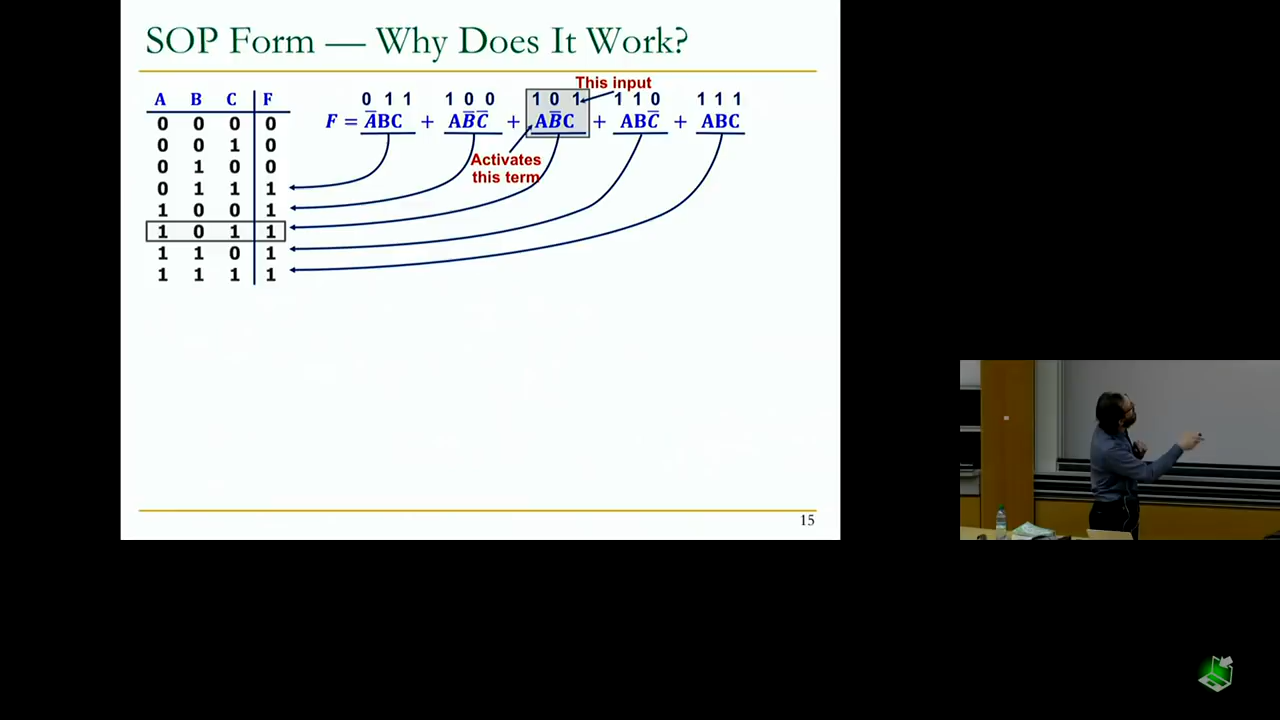 SOP Form — Why Does It Work?
This input
A B C F
0 1 1 1 0 0 1 0 1 1 1 0 1 1 1
F = A̅BC + AB̅C̅ + AB̅C + ABC̅ + ABC
Activates
this term
0 0 0 0
0 0 1 0
0 1 0 0
0 1 1 1
1 0 0 1
1 0 1 1
1 1 0 1
1 1 1 1
15